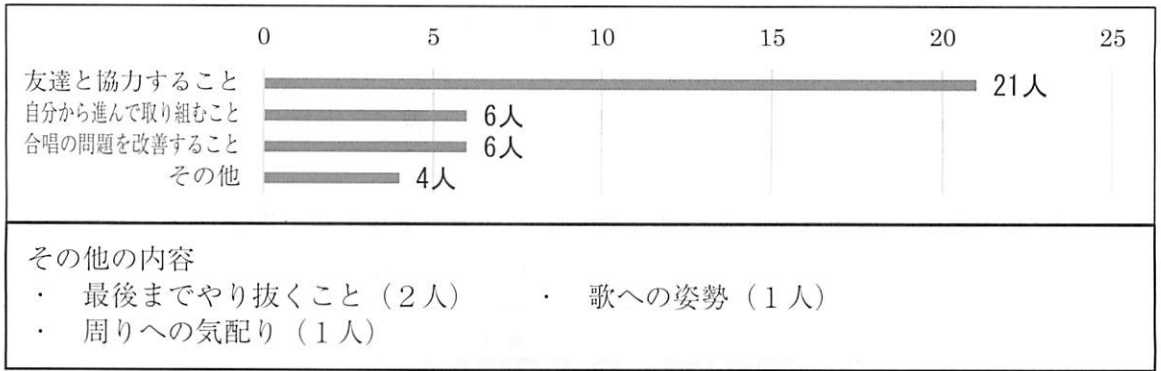 0 5 10 15 20 25
友達と協力すること 21人
自分から進んで取り組むこと 6人
合唱の問題を改善すること 6人
その他 4人
その他の内容
・ 最後までやり抜くこと（２人） ・ 歌への姿勢（１人）
・ 周りへの気配り（１人）